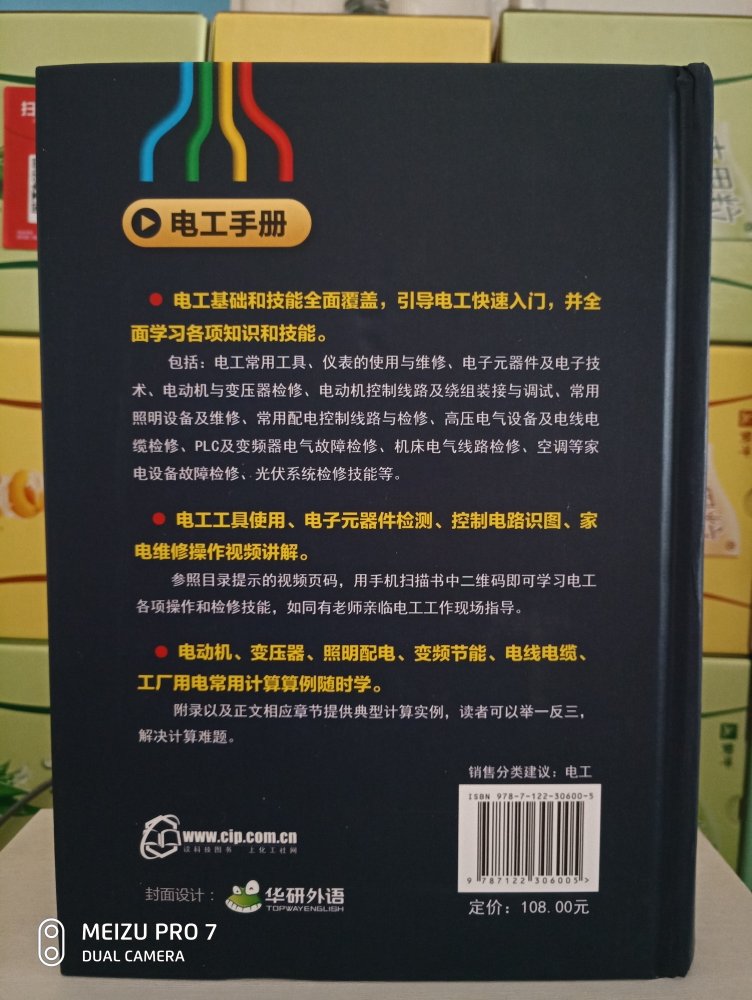 扫
电工手册
● 电工基础和技能全面覆盖，引导电工快速入门，并全
面学习各项知识和技能。
包括：电工常用工具、仪表的使用与维修、电子元器件及电子技
术、电动机与变压器检修、电动机控制线路及绕组装接与调试、常用
照明设备及维修、常用配电控制线路与检修、高压电气设备及电线电
缆检修、PLC及变频器电气故障检修、机床电气线路检修、空调等家
电设备故障检修、光伏系统检修技能等。
● 电工工具使用、电子元器件检测、控制电路识图、家
电维修操作视频讲解。
参照目录提示的视频页码，用手机扫描书中二维码即可学习电工
各项操作和检修技能，如同有老师亲临电工工作现场指导。
● 电动机、变压器、照明配电、变频节能、电线电缆、
工厂用电常用计算算例随时学。
附录以及正文相应章节提供典型计算实例，读者可以举一反三，
解决计算难题。
销售分类建议：电工
ISBN 978-7-122-30600-5
9 787122 306005>
定价：108.00元
www.cip.com.cn
读科技图书 上化工社网
封面设计：
华研外语
TOPWAYENGLISH
MEIZU PRO 7
DUAL CAMERA